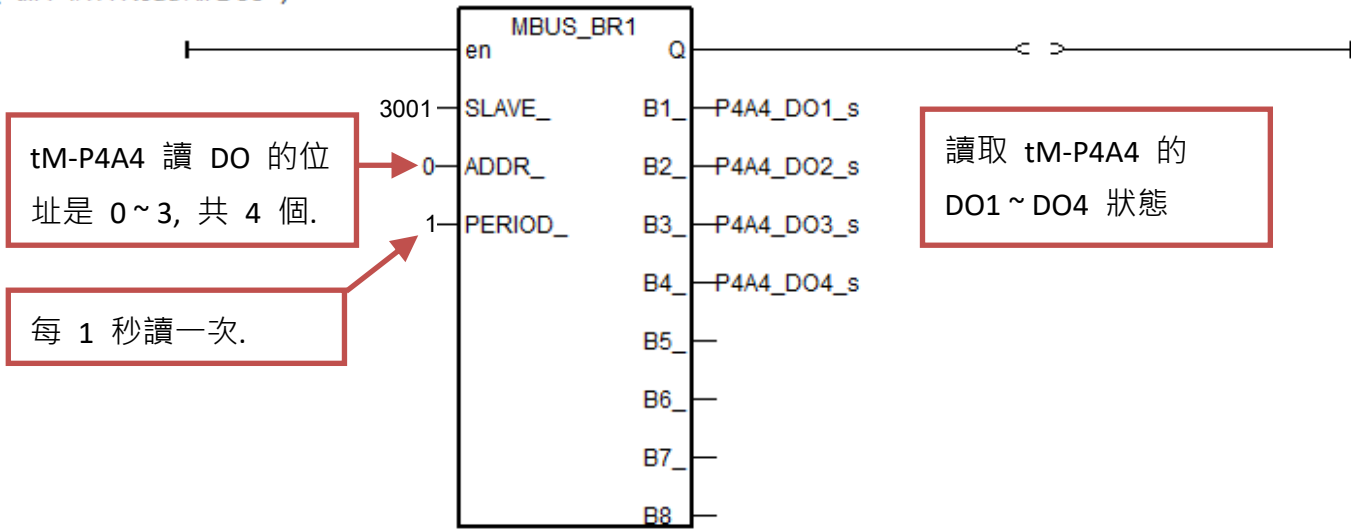 MBUS_BR1
en Q
3001 SLAVE_ B1_ P4A4_DO1_s
0 ADDR_ B2_ P4A4_DO2_s
1 PERIOD_ B3_ P4A4_DO3_s
B4_ P4A4_DO4_s
B5_
B6_
B7_
B8
tM-P4A4 讀 DO 的位
址是 0 ~ 3, 共 4 個.
每 1 秒讀一次.
讀取 tM-P4A4 的
DO1 ~ DO4 狀態